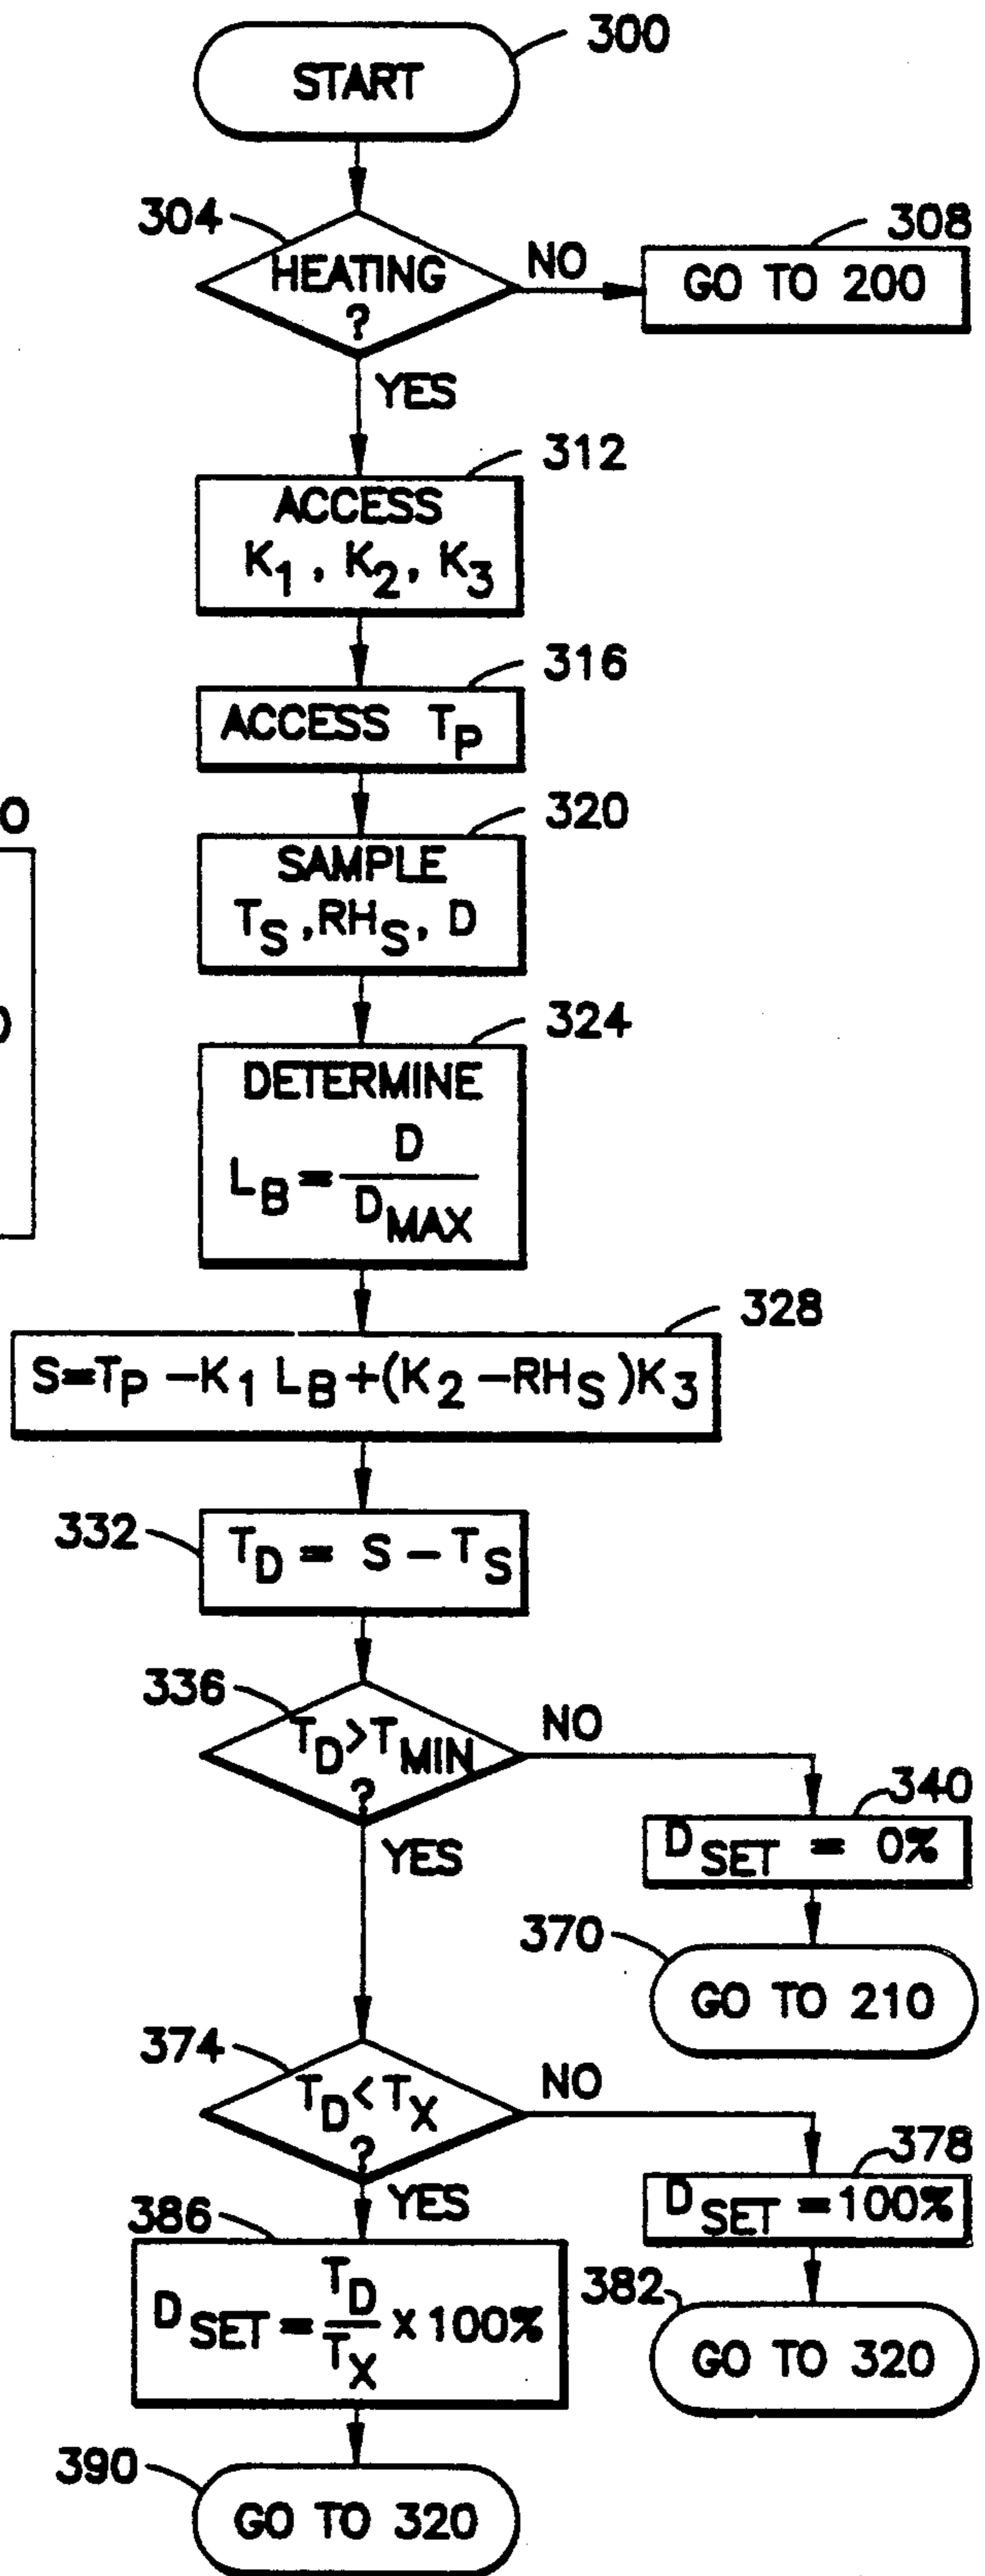 300
START
304
HEATING
?
NO
308
GO TO 200
YES
312
ACCESS
K1, K2, K3
316
ACCESS TP
320
SAMPLE
TS, RHS, D
O
324
DETERMINE
LB = D
DMAX
328
S=TP -K1 LB+(K2 -RHS)K3
332
TD = S - TS
336
TD>TMIN
?
NO
YES
340
DSET = 0%
370
GO TO 210
374
TD<TX
?
NO
YES
378
DSET =100%
382
GO TO 320
386
DSET = TD
TX
x 100%
390
GO TO 320